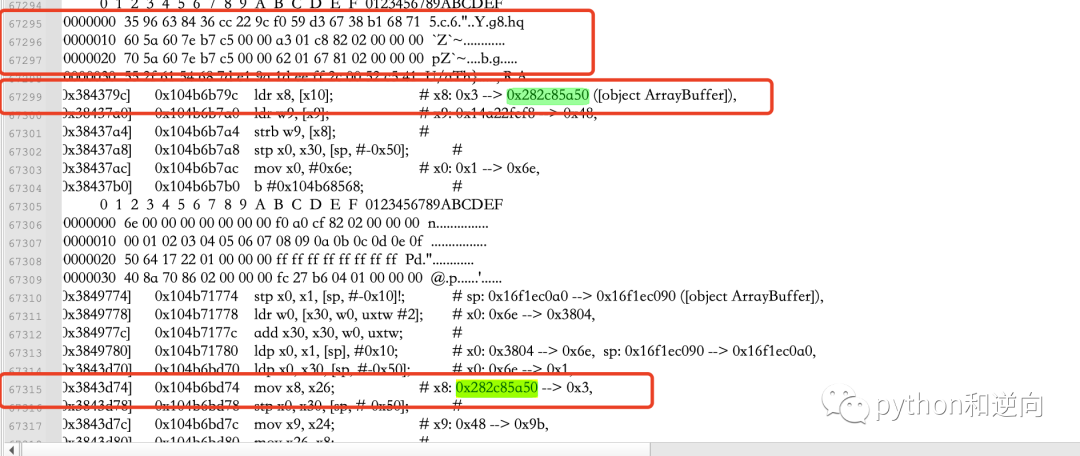 67294 0 1 2 3 4 5 6 7 8 9 A B C D E F 0123456789ABCDEF
67295 0000000 35 96 63 84 36 cc 22 9c f0 59 d3 67 38 b1 68 71 5.c.6."..Y.g8.hq
67296 0000010 60 5a 60 7e b7 c5 00 00 a3 01 c8 82 02 00 00 00 `Z`~............
67297 0000020 70 5a 60 7e b7 c5 00 00 62 01 67 81 02 00 00 00 pZ`~....b.g.....
67299 0x384379c] 0x104b6b79c ldr x8, [x10]; # x8: 0x3 --> 0x282c85a50 ([object ArrayBuffer]),
0x38437a0] 0x104b6b7a0 ldr w9, [x9]; # x9: 0x14a22fcf8 --> 0x48,
67301 0x38437a4] 0x104b6b7a4 strb w9, [x8]; #
67302 0x38437a8] 0x104b6b7a8 stp x0, x30, [sp, #-0x50]; #
67303 0x38437ac] 0x104b6b7ac mov x0, #0x6e; # x0: 0x1 --> 0x6e,
67304 0x38437b0] 0x104b6b7b0 b #0x104b68568; #
67305 0 1 2 3 4 5 6 7 8 9 A B C D E F 0123456789ABCDEF
67306 0000000 6e 00 00 00 00 00 00 00 f0 a0 cf 82 02 00 00 00 n...............
67307 0000010 00 01 02 03 04 05 06 07 08 09 0a 0b 0c 0d 0e 0f ................
67308 0000020 50 64 17 22 01 00 00 00 ff ff ff ff ff ff ff ff Pd."............
67309 0000030 40 8a 70 86 02 00 00 00 fc 27 b6 04 01 00 00 00 @.p......'......
67310 0x3849774] 0x104b71774 stp x0, x1, [sp, #-0x10]!; # sp: 0x16f1ec0a0 --> 0x16f1ec090 ([object ArrayBuffer]),
67311 0x3849778] 0x104b71778 ldr w0, [x30, w0, uxtw #2]; # x0: 0x6e --> 0x3804,
67312 0x384977c] 0x104b7177c add x30, x30, w0, uxtw; #
67313 0x3849780] 0x104b71780 ldp x0, x1, [sp], #0x10; # x0: 0x3804 --> 0x6e, sp: 0x16f1ec090 --> 0x16f1ec0a0,
0x3843d70] 0x104b6bd70 ldp x0, x30, [sp, #-0x50]; # x0: 0x6e --> 0x1,
67315 0x3843d74] 0x104b6bd74 mov x8, x26; # x8: 0x282c85a50 --> 0x3,
0x3843d78] 0x104b6bd78 stp x0, x30, [sp, #-0x50]; #
67317 0x3843d7c] 0x104b6bd7c mov x9, x24; # x9: 0x48 --> 0x9b,
0x3843d80] 0x104b6bd80 mov x26, x8; #
python和逆向